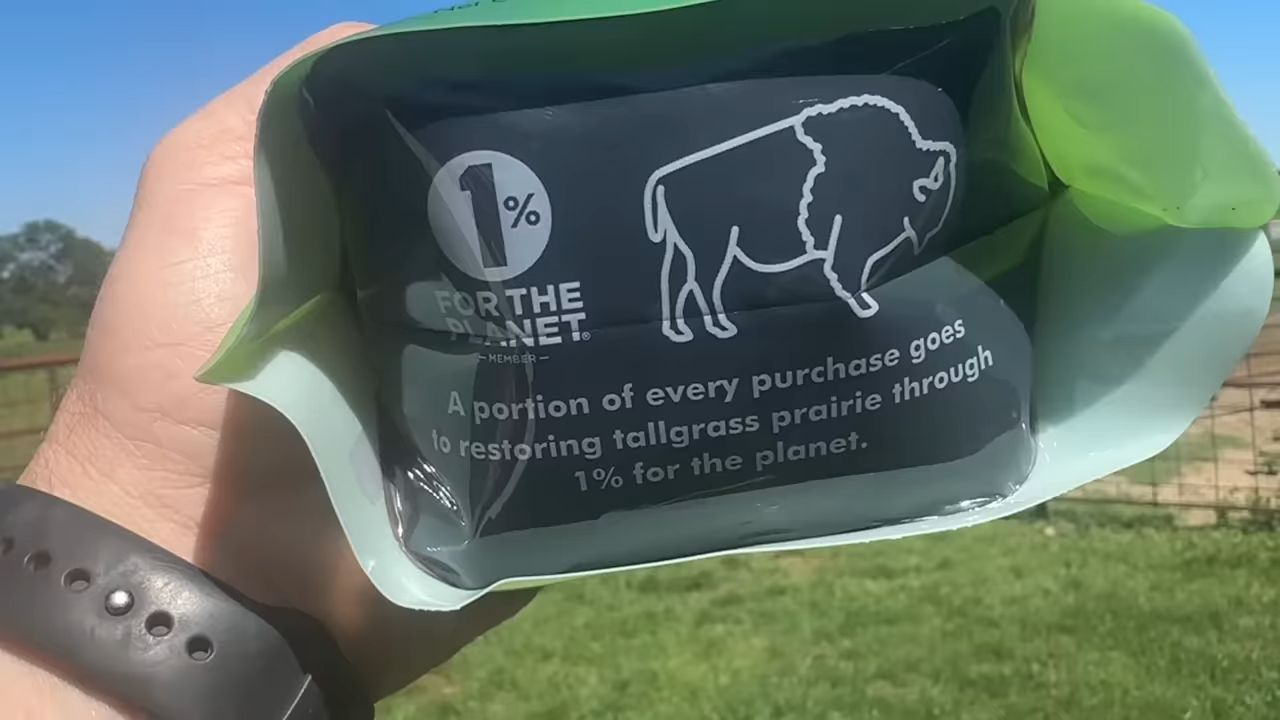 1%
FOR THE
PLANET®
MEMBER
A portion of every purchase goes
to restoring tallgrass prairie through
1% for the planet.